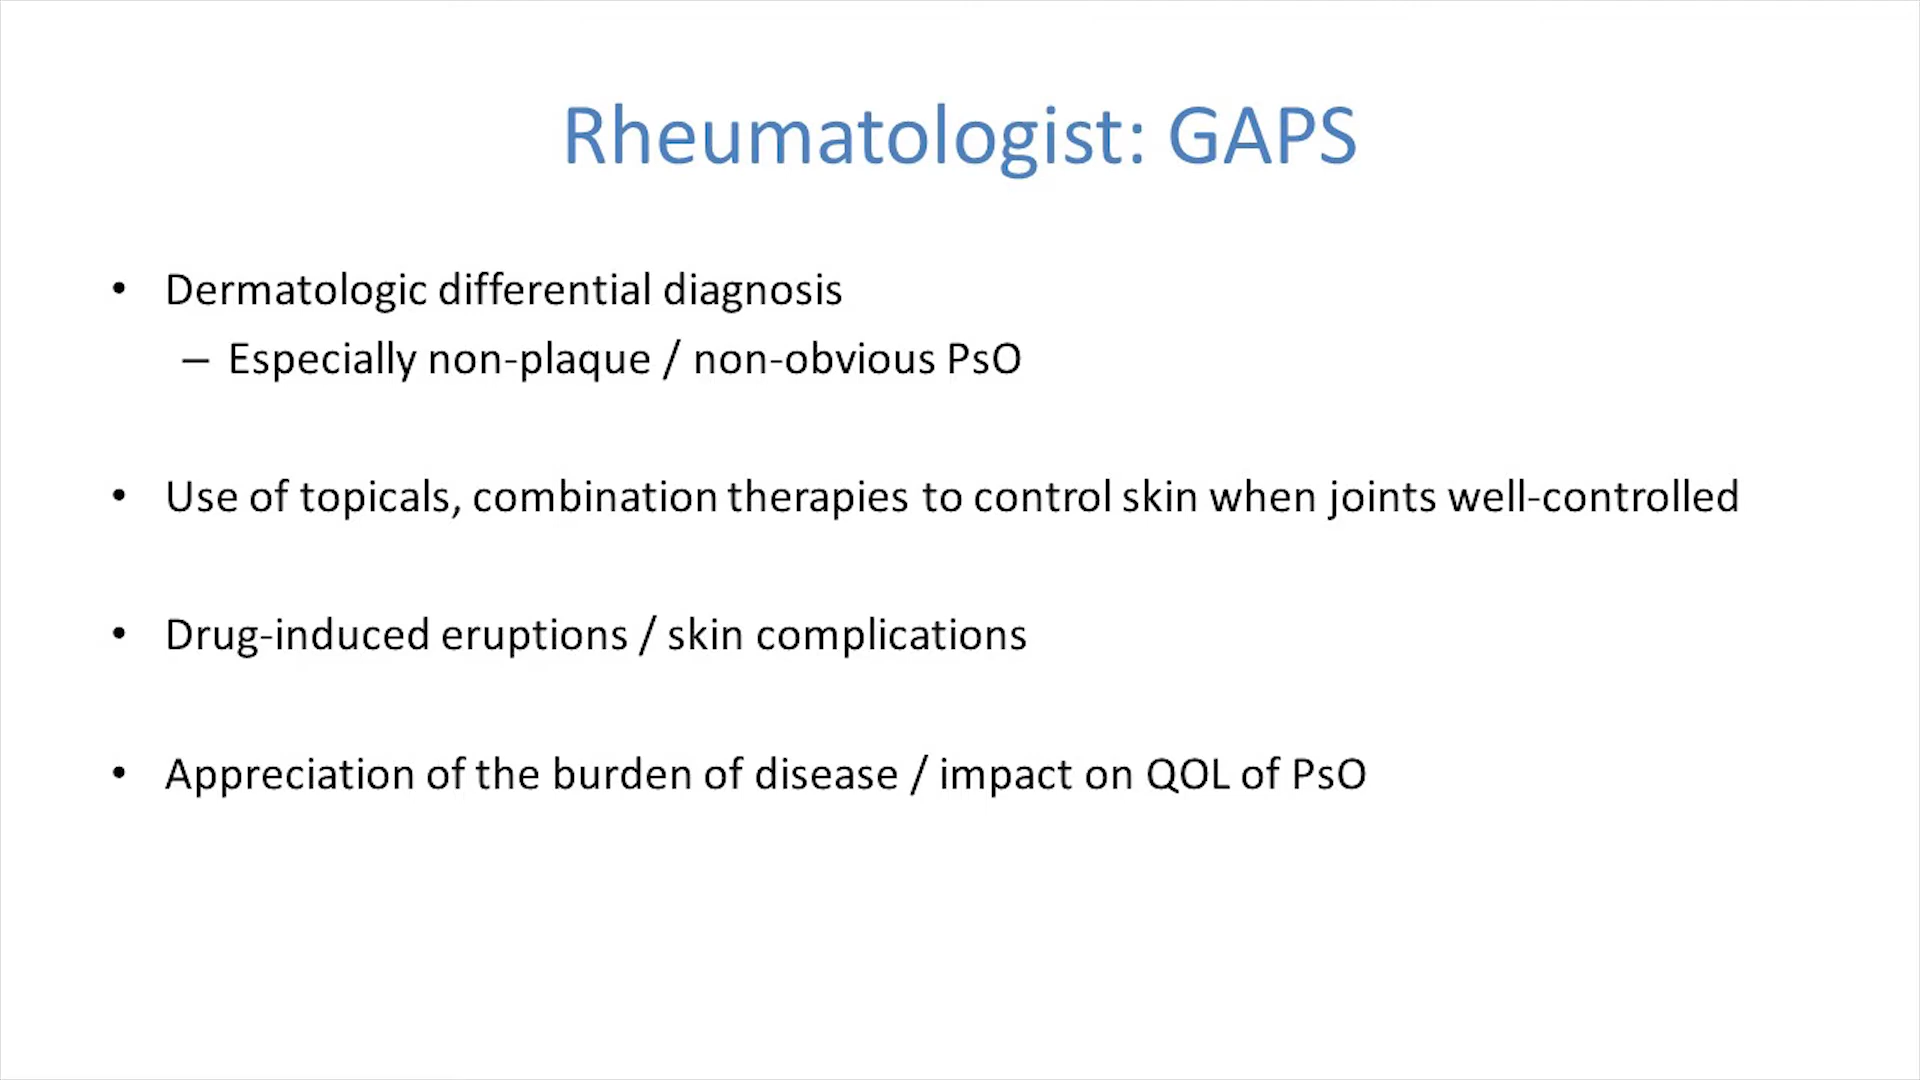 Rheumatologist: GAPS
• Dermatologic differential diagnosis
– Especially non-plaque / non-obvious PsO
• Use of topicals, combination therapies to control skin when joints well-controlled
• Drug-induced eruptions / skin complications
• Appreciation of the burden of disease / impact on QOL of PsO